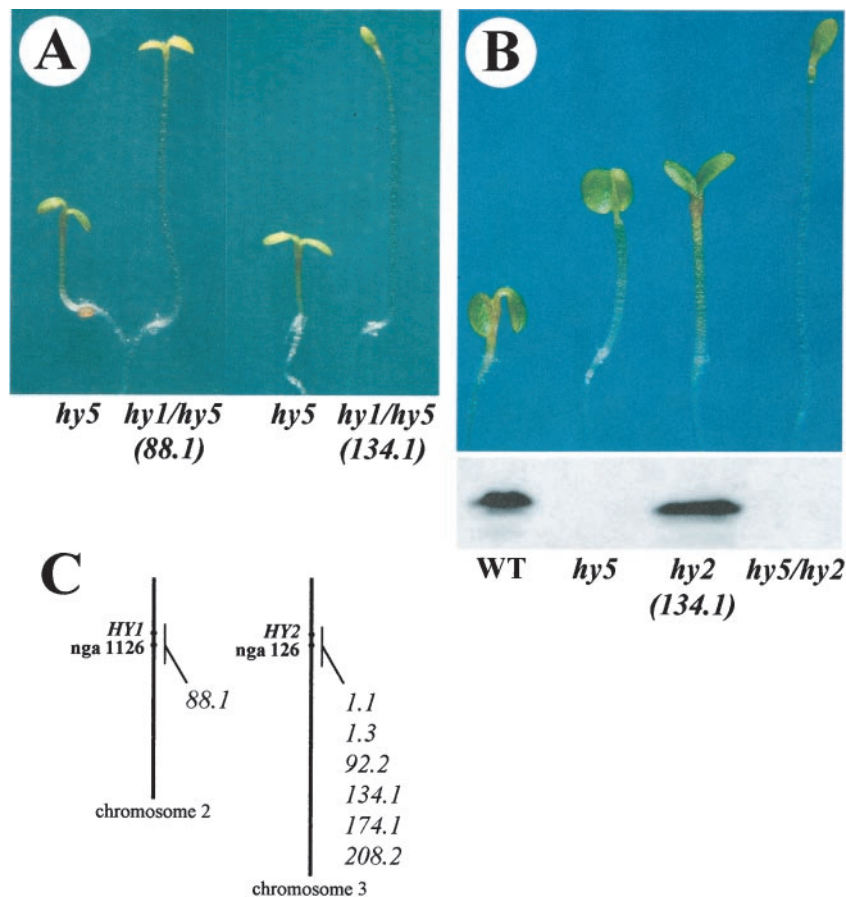 A
B
hy5 hy1/hy5 hy5 hy1/hy5
(88.1) (134.1)
WT hy5 hy2 hy5/hy2
(134.1)
C
HY1
nga 1126
88.1
chromosome 2
HY2
nga 126
1.1
1.3
92.2
134.1
174.1
208.2
chromosome 3